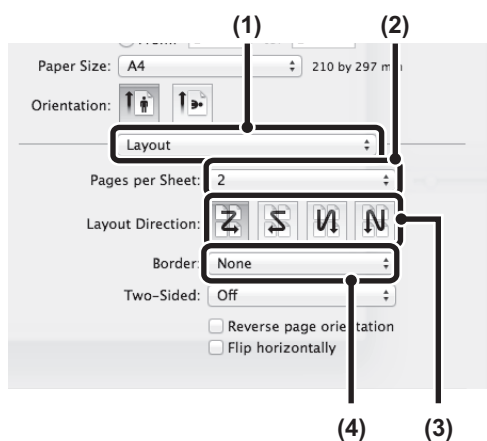 (1) (2)
Paper Size: A4 210 by 297 mm
Orientation:
Layout
Pages per Sheet: 2
Layout Direction:
Border: None
Two-Sided: Off
Reverse page orientation
Flip horizontally
(4) (3)